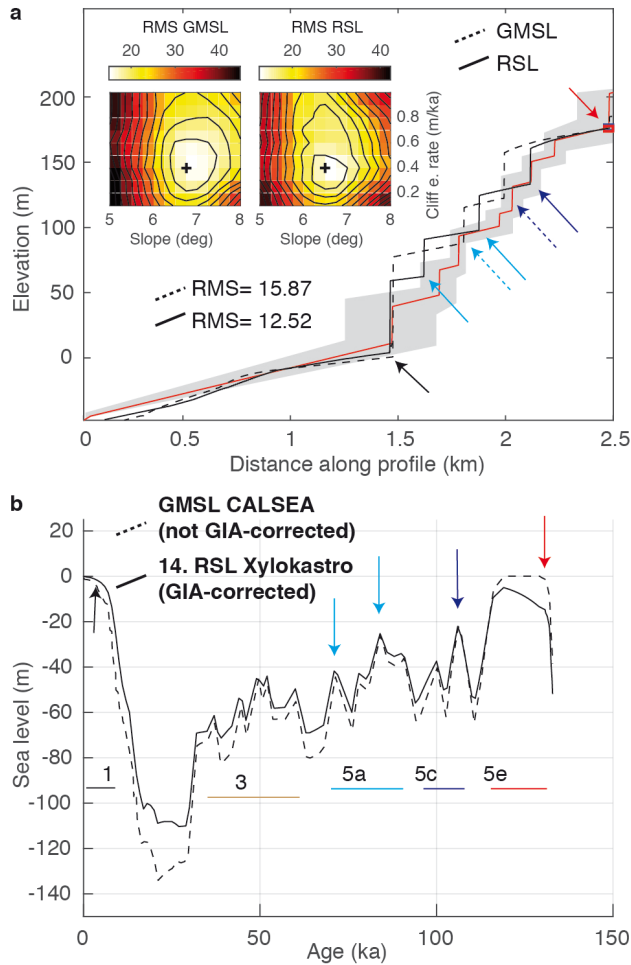 a
RMS GMSL
RMS RSL
GMSL
RSL
20
40
20
40
200
150
100
50
0
Elevation (m)
0.8
0.6
0.4
0.2
Cliff e. rate (m/ka)
5
6
7
8
5
6
7
8
Slope (deg)
Slope (deg)
RMS= 15.87
RMS= 12.52
0
0.5
1
1.5
2
2.5
Distance along profile (km)
b
GMSL CALSEA
(not GIA-corrected)
14. RSL Xylokastro
(GIA-corrected)
20
0
-20
-40
-60
-80
-100
-120
-140
Sea level (m)
1
3
5a
5c
5e
0
50
100
150
Age (ka)